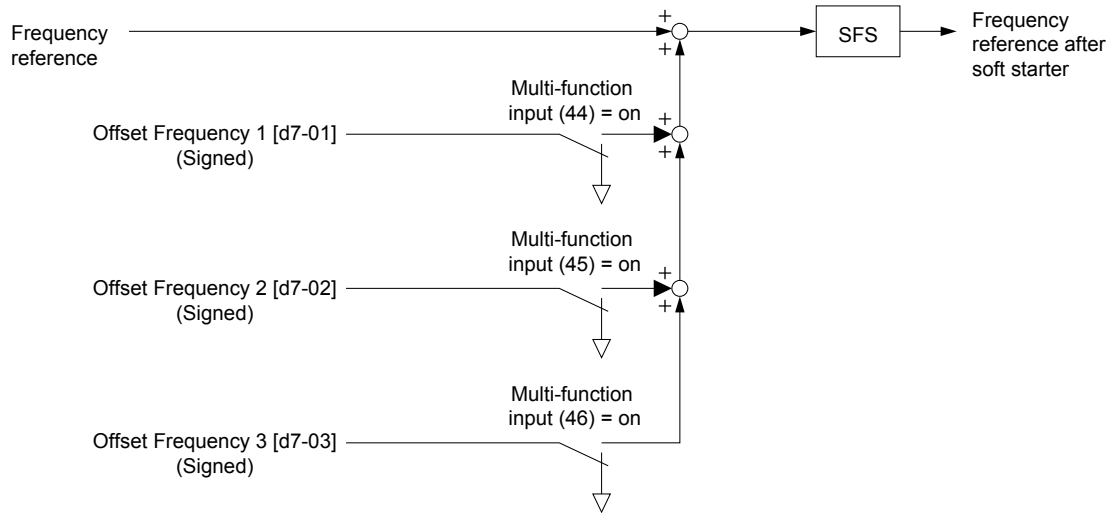 Frequency
reference
+
+
SFS
Frequency
reference after
soft starter
Multi-function
input (44) = on
Offset Frequency 1 [d7-01]
(Signed)
+
+
Multi-function
input (45) = on
Offset Frequency 2 [d7-02]
(Signed)
+
+
Multi-function
input (46) = on
Offset Frequency 3 [d7-03]
(Signed)